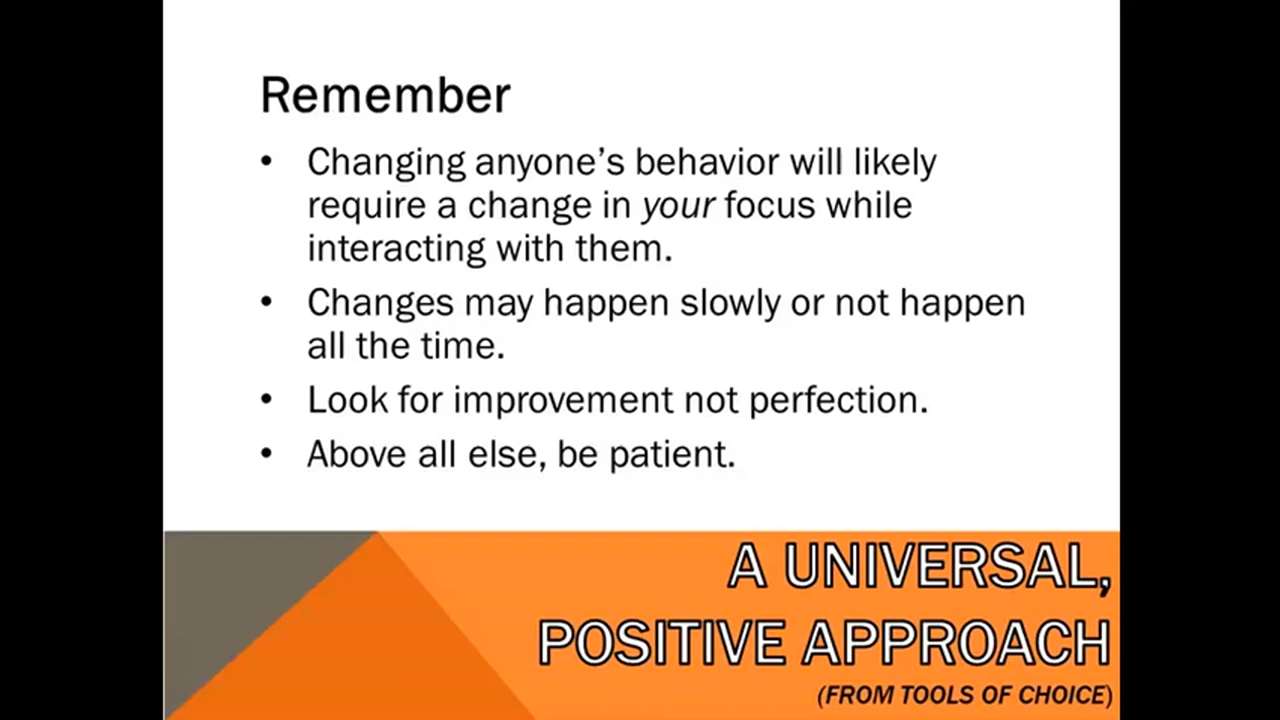 Remember
• Changing anyone’s behavior will likely
require a change in your focus while
interacting with them.
• Changes may happen slowly or not happen
all the time.
• Look for improvement not perfection.
• Above all else, be patient.
A UNIVERSAL,
POSITIVE APPROACH
(FROM TOOLS OF CHOICE)